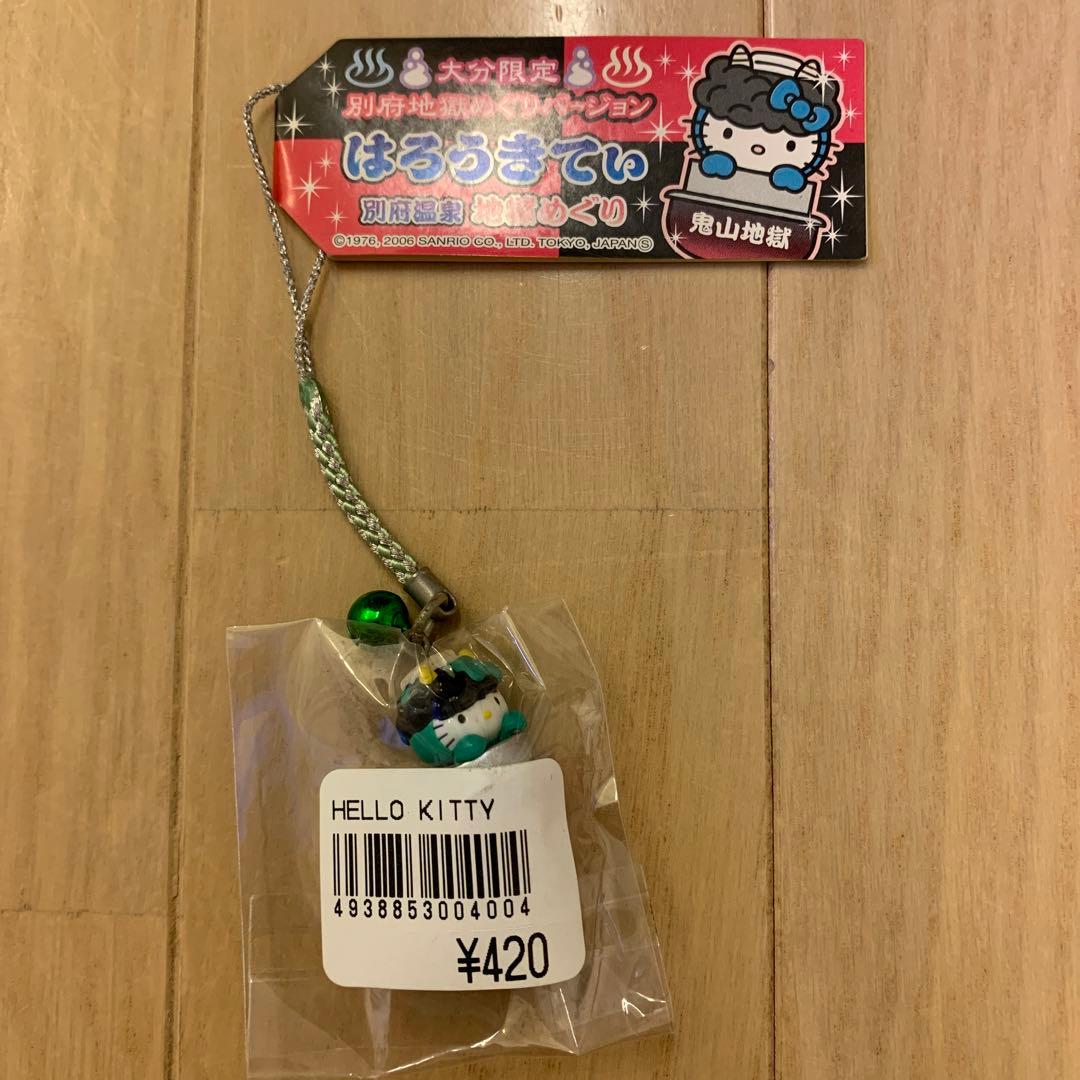 大分限定
別府地獄めぐりバージョン
はろうきてぃ
別府温泉 地獄めぐり
©1976, 2006 SANRIO CO., LTD. TOKYO, JAPAN Ⓢ
鬼山地獄
HELLO KITTY
4938853004004
¥420